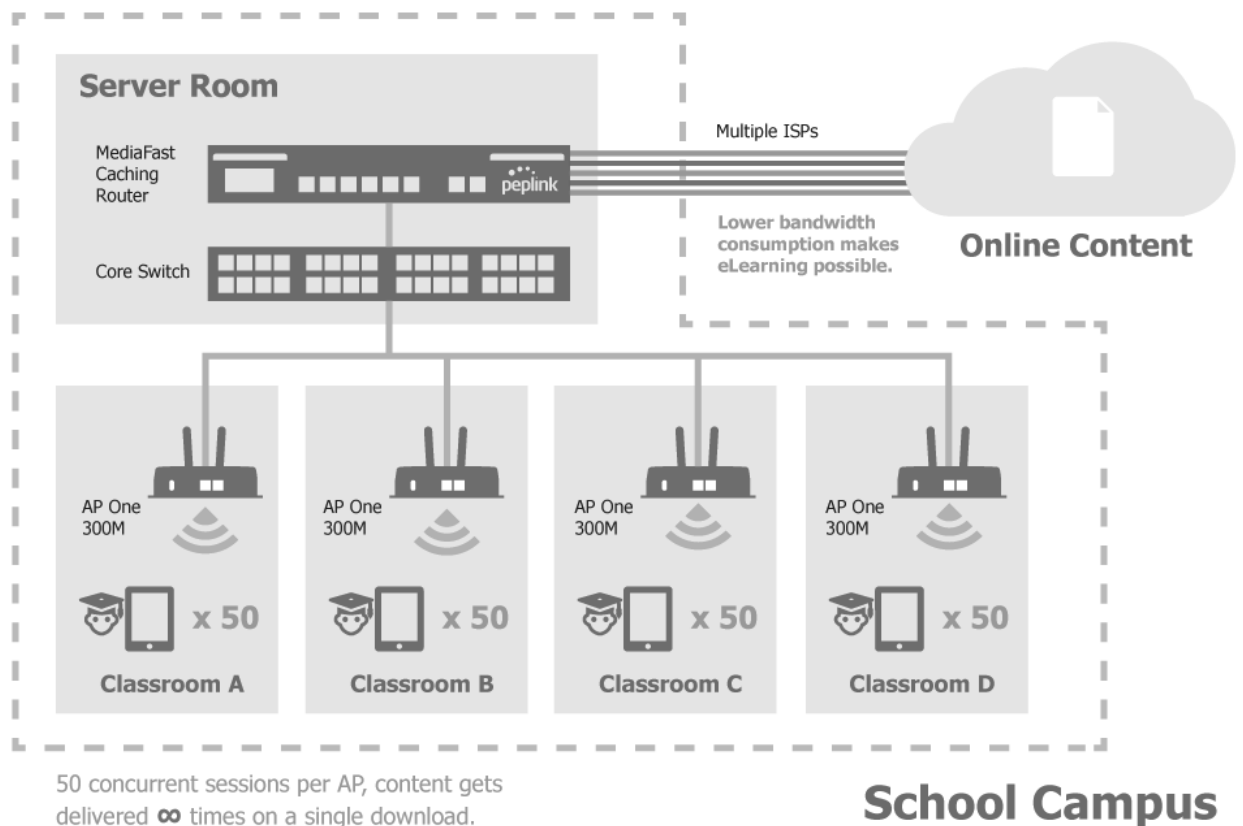 Server Room
MediaFast
Caching
Router
peplink
Core Switch
Multiple ISPs
Lower bandwidth
consumption makes
eLearning possible.
Online Content
AP One
300M
x 50
Classroom A
AP One
300M
x 50
Classroom B
AP One
300M
x 50
Classroom C
AP One
300M
x 50
Classroom D
50 concurrent sessions per AP, content gets
delivered ∞ times on a single download.
School Campus